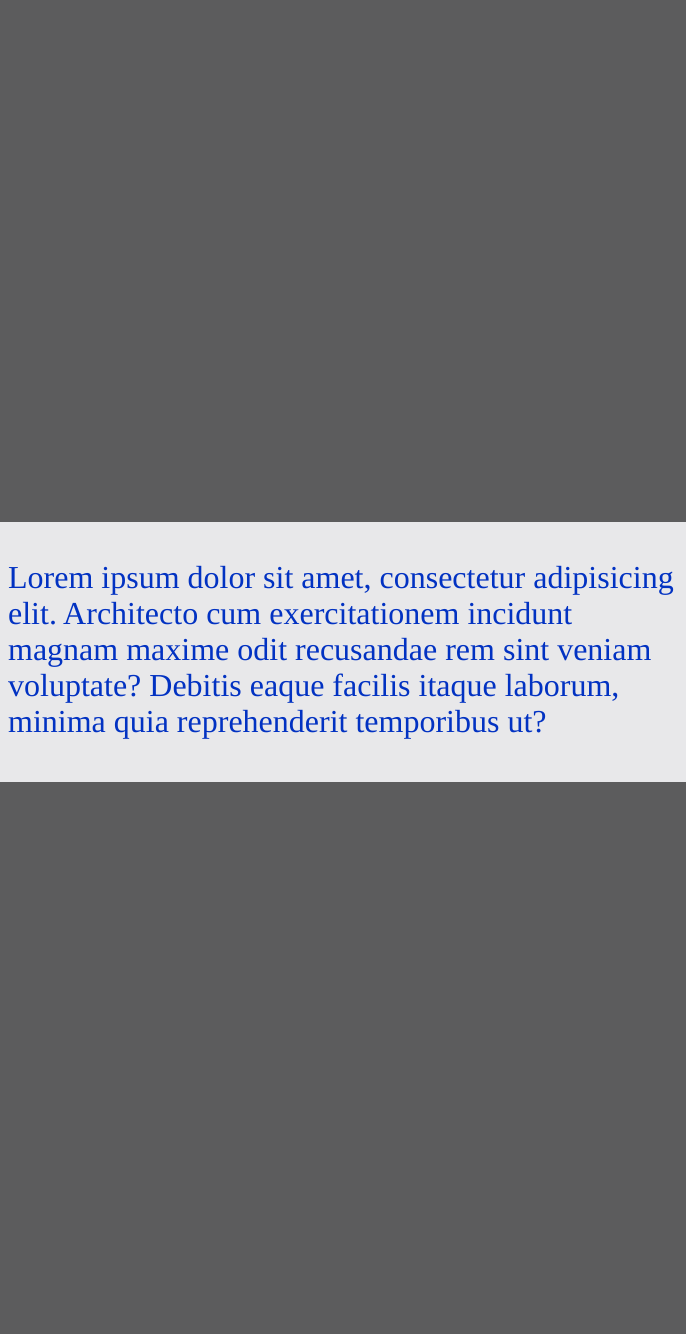 Lorem ipsum dolor sit amet, consectetur adipisicing
elit. Architecto cum exercitationem incidunt
magnam maxime odit recusandae rem sint veniam
voluptate? Debitis eaque facilis itaque laborum,
minima quia reprehenderit temporibus ut?